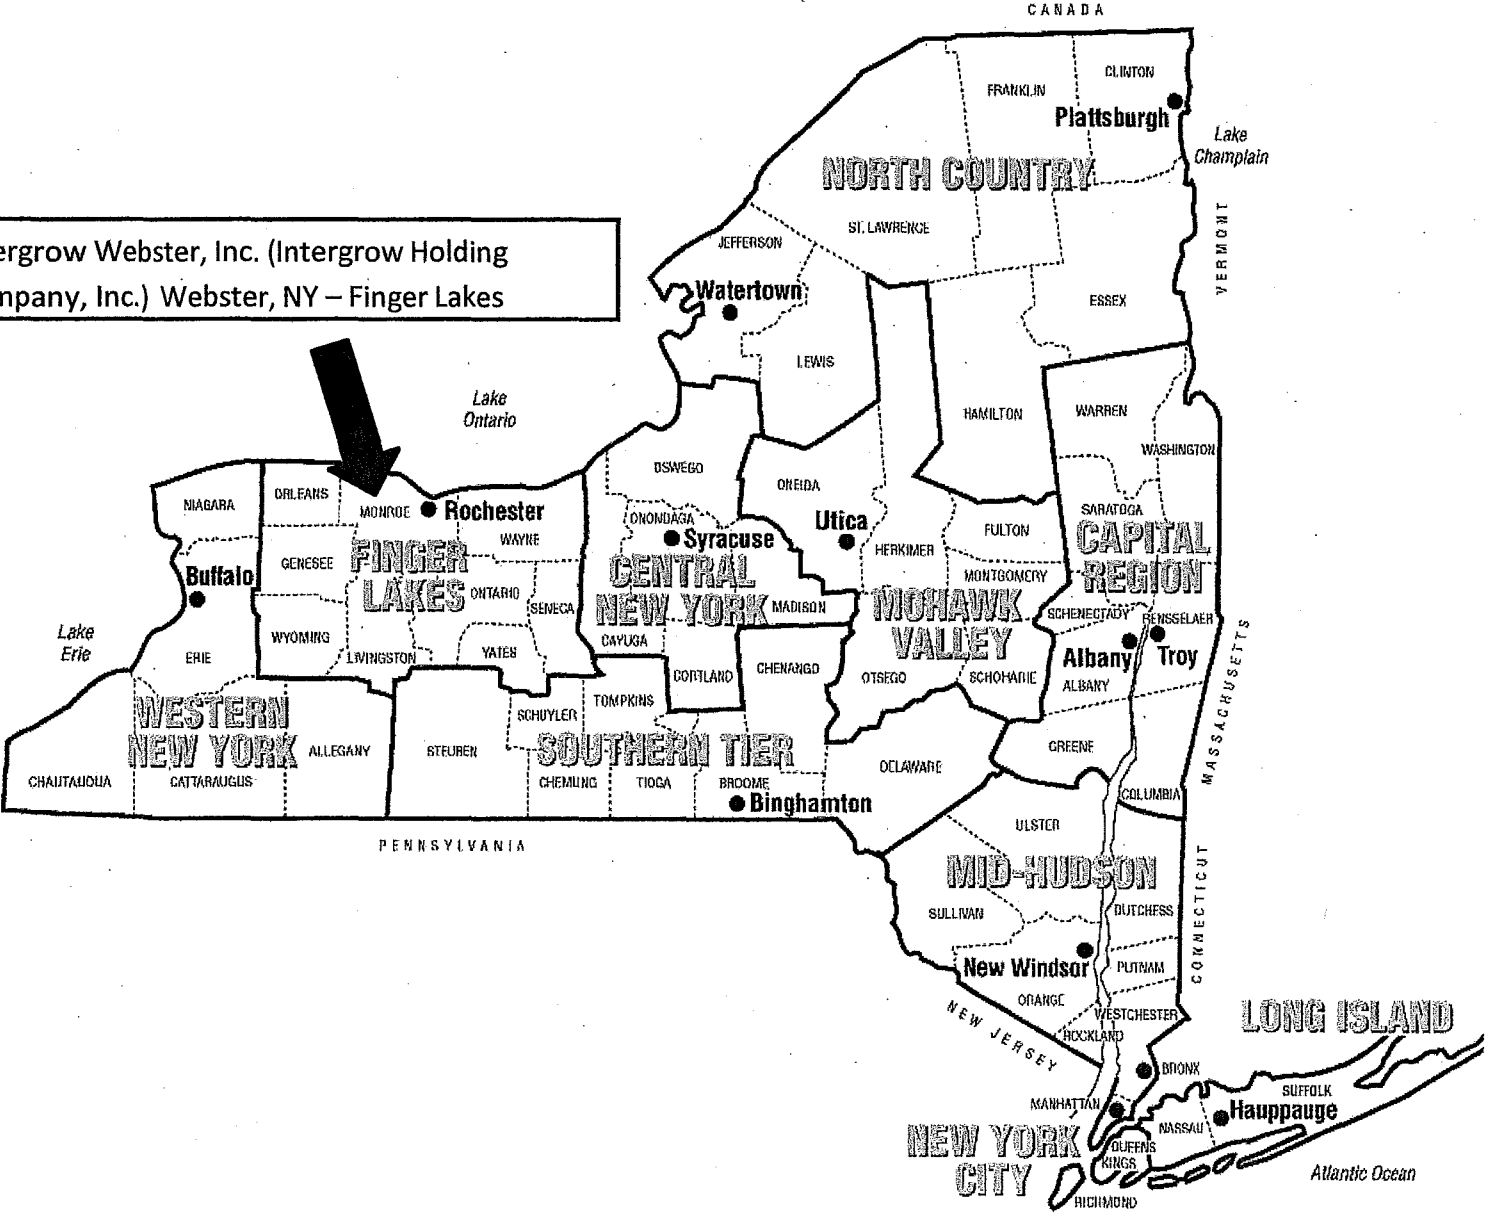 CANADA
CLINTON
FRANKLIN
Plattsburgh
Lake
Champlain
NORTH COUNTRY
VERMONT
ST. LAWRENCE
JEFFERSON
ergrow Webster, Inc. (Intergrow Holding
mpany, Inc.) Webster, NY – Finger Lakes
Watertown
ESSEX
LEWIS
Lake
Ontario
HAMILTON
WARREN
WASHINGTON
OSWEGO
ONEIDA
NIAGARA
ORLEANS
MONROE
Rochester
WAYNE
ONONDAGA
Syracuse
Utica
HERKIMER
FULTON
SARATOGA
CAPITAL
REGION
GENESEE
FINGER
LAKES
ONTARIO
SENECA
CENTRAL
NEW YORK
MADISON
MONTGOMERY
MOHAWK
VALLEY
SCHENECTADY
RENSSELAER
Buffalo
Lake
Erie
ERIE
WYOMING
LIVINGSTON
YATES
CAYUGA
CORTLAND
CHENANGO
OTSEGO
SCHOHARIE
Albany
Troy
ALBANY
MASSACHUSETTS
WESTERN
NEW YORK
ALLEGANY
CHAUTAUQUA
CATTARAUGUS
STEUBEN
SCHUYLER
TOMPKINS
SOUTHERN TIER
CHEMUNG
TIOGA
BROOME
Binghamton
DELAWARE
GREENE
COLUMBIA
PENNSYLVANIA
ULSTER
MID-HUDSON
SULLIVAN
DUTCHESS
CONNECTICUT
New Windsor
PUTNAM
ORANGE
WESTCHESTER
ROCKLAND
NEW JERSEY
LONG ISLAND
BRONX
MANHATTAN
SUFFOLK
Hauppauge
NASSAU
NEW YORK
CITY
QUEENS
KINGS
RICHMOND
Atlantic Ocean